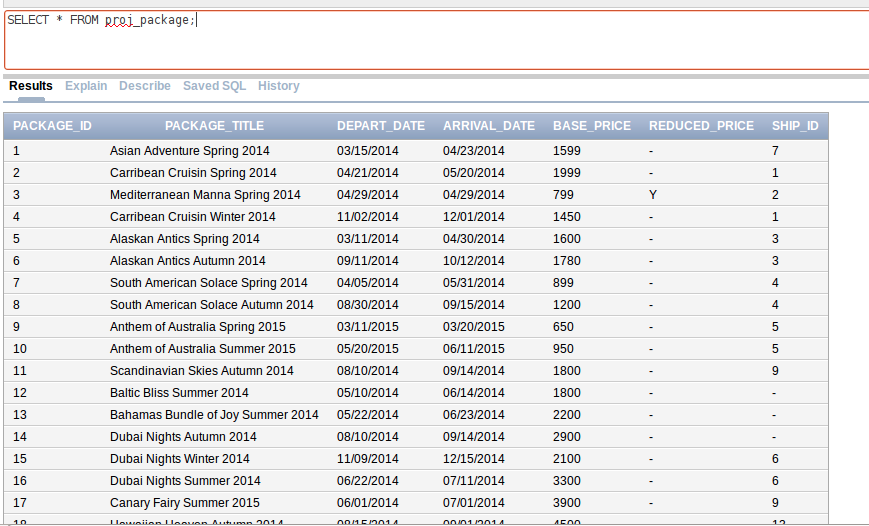 SELECT * FROM proj_package;
Results Explain Describe Saved SQL History
PACKAGE_ID PACKAGE_TITLE DEPART_DATE ARRIVAL_DATE BASE_PRICE REDUCED_PRICE SHIP_ID
1 Asian Adventure Spring 2014 03/15/2014 04/23/2014 1599 - 7
2 Carribean Cruisin Spring 2014 04/21/2014 05/20/2014 1999 - 1
3 Mediterranean Manna Spring 2014 04/29/2014 04/29/2014 799 Y 2
4 Carribean Cruisin Winter 2014 11/02/2014 12/01/2014 1450 - 1
5 Alaskan Antics Spring 2014 03/11/2014 04/30/2014 1600 - 3
6 Alaskan Antics Autumn 2014 09/11/2014 10/12/2014 1780 - 3
7 South American Solace Spring 2014 04/05/2014 05/31/2014 899 - 4
8 South American Solace Autumn 2014 08/30/2014 09/15/2014 1200 - 4
9 Anthem of Australia Spring 2015 03/11/2015 03/20/2015 650 - 5
10 Anthem of Australia Summer 2015 05/20/2015 06/11/2015 950 - 5
11 Scandinavian Skies Autumn 2014 08/10/2014 09/14/2014 1800 - 9
12 Baltic Bliss Summer 2014 05/10/2014 06/14/2014 1800 - -
13 Bahamas Bundle of Joy Summer 2014 05/22/2014 06/23/2014 2200 - -
14 Dubai Nights Autumn 2014 08/10/2014 09/14/2014 2900 - -
15 Dubai Nights Winter 2014 11/09/2014 12/15/2014 2100 - 6
16 Dubai Nights Summer 2014 06/22/2014 07/11/2014 3300 - 6
17 Canary Fairy Summer 2015 06/01/2014 07/01/2014 3900 - 9
18 Hawaiian Heaven Autumn 2014 08/15/2014 09/01/2014 4500